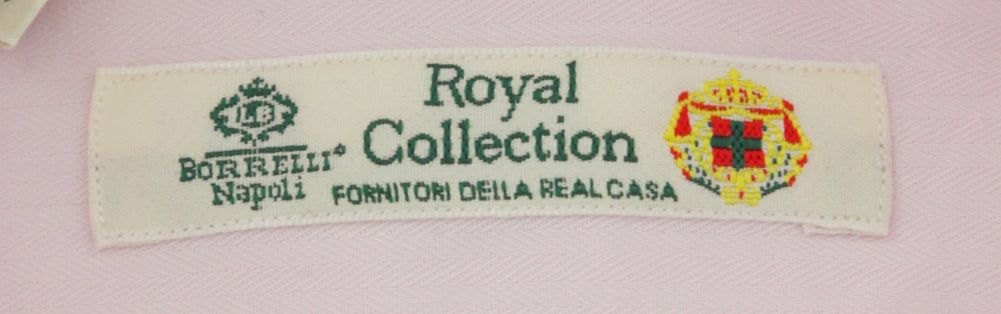 LB
BORRELLI
Napoli
Royal
Collection
FORNITORI DELLA REAL CASA